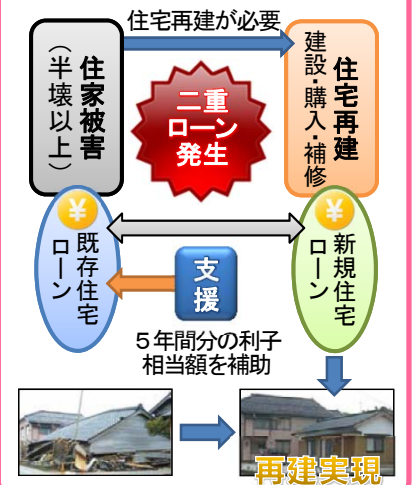 住宅再建が必要
住家被害
（半壊以上）
二重
ローン
発生
住宅再建
建設・購入・補修
¥
既存住宅
ローン
¥
新規住宅
ローン
支援
５年間分の利子
相当額を補助
再建実現